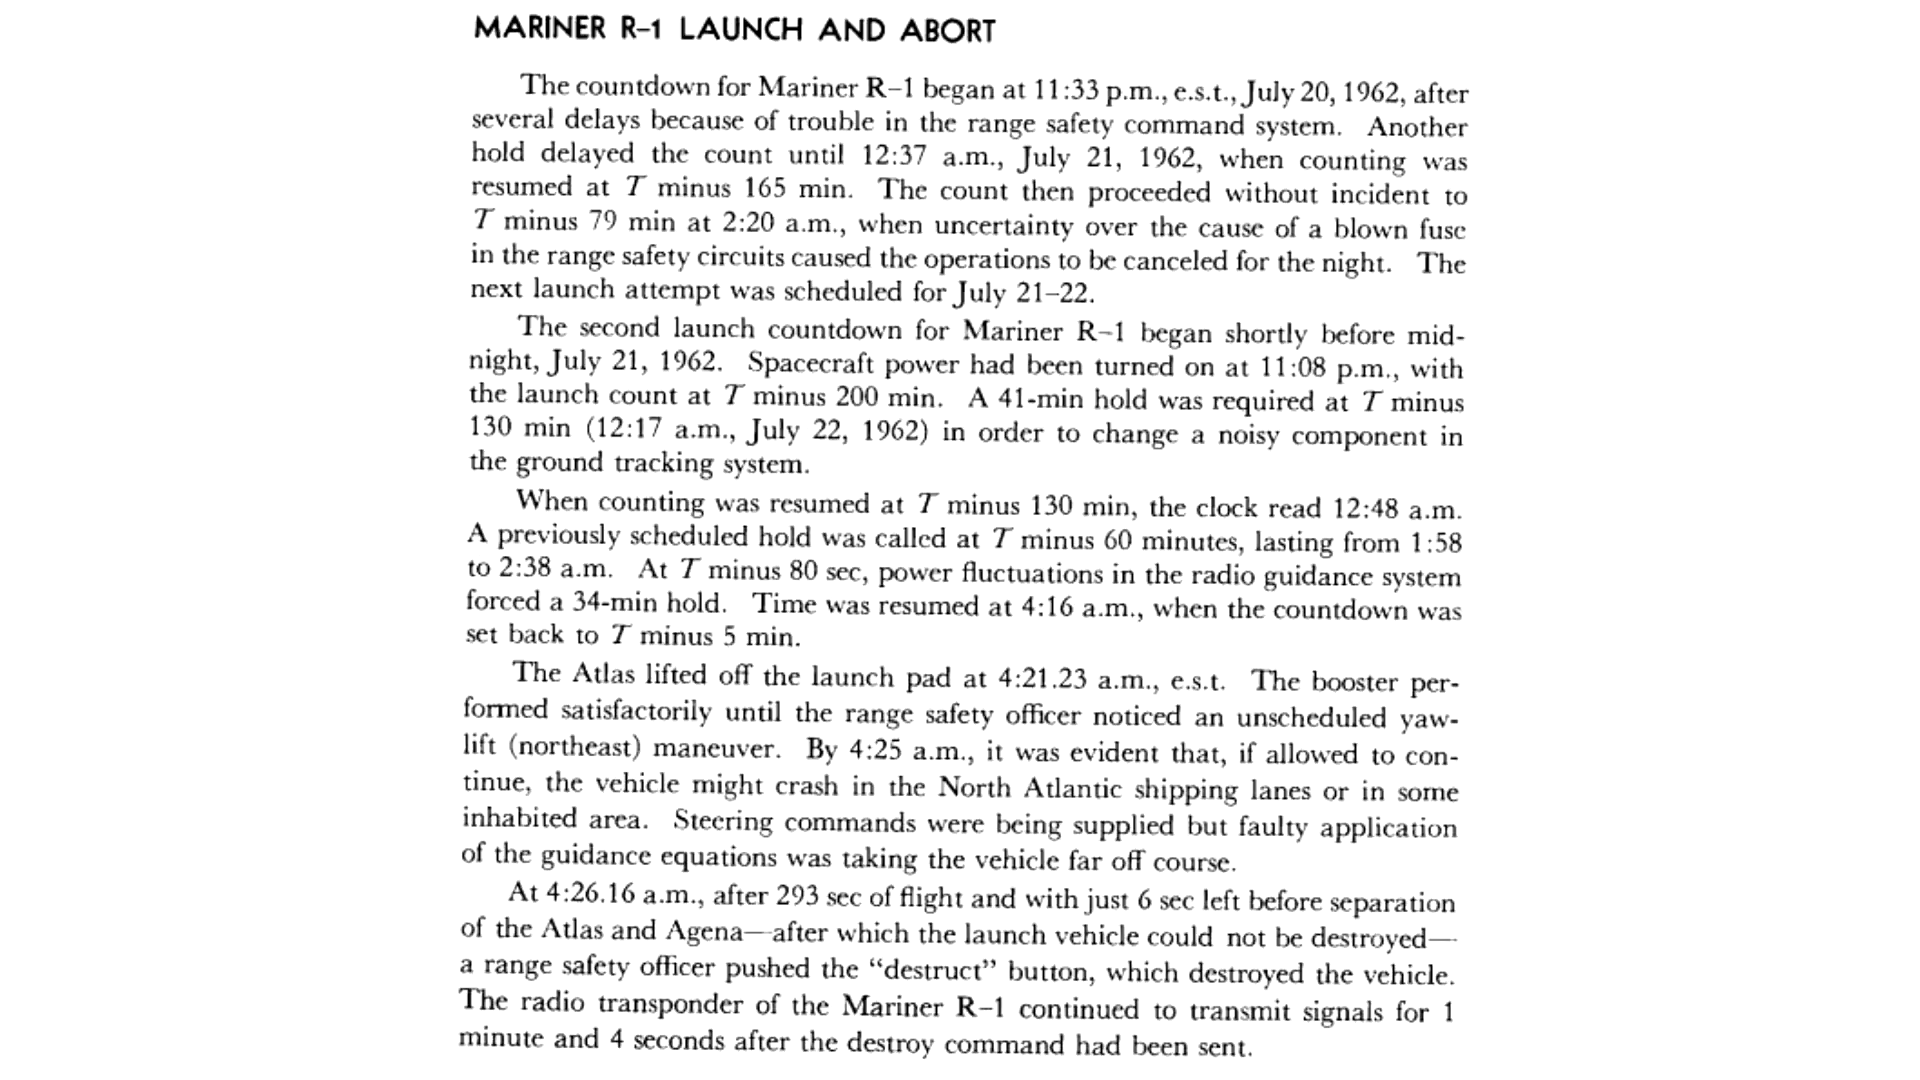 MARINER R–1 LAUNCH AND ABORT
The countdown for Mariner R–1 began at 11:33 p.m., e.s.t., July 20, 1962, after
several delays because of trouble in the range safety command system. Another
hold delayed the count until 12:37 a.m., July 21, 1962, when counting was
resumed at T minus 165 min. The count then proceeded without incident to
T minus 79 min at 2:20 a.m., when uncertainty over the cause of a blown fuse
in the range safety circuits caused the operations to be canceled for the night. The
next launch attempt was scheduled for July 21–22.
The second launch countdown for Mariner R–1 began shortly before mid-
night, July 21, 1962. Spacecraft power had been turned on at 11:08 p.m., with
the launch count at T minus 200 min. A 41-min hold was required at T minus
130 min (12:17 a.m., July 22, 1962) in order to change a noisy component in
the ground tracking system.
When counting was resumed at T minus 130 min, the clock read 12:48 a.m.
A previously scheduled hold was called at T minus 60 minutes, lasting from 1:58
to 2:38 a.m. At T minus 80 sec, power fluctuations in the radio guidance system
forced a 34-min hold. Time was resumed at 4:16 a.m., when the countdown was
set back to T minus 5 min.
The Atlas lifted off the launch pad at 4:21.23 a.m., e.s.t. The booster per-
formed satisfactorily until the range safety officer noticed an unscheduled yaw-
lift (northeast) maneuver. By 4:25 a.m., it was evident that, if allowed to con-
tinue, the vehicle might crash in the North Atlantic shipping lanes or in some
inhabited area. Steering commands were being supplied but faulty application
of the guidance equations was taking the vehicle far off course.
At 4:26.16 a.m., after 293 sec of flight and with just 6 sec left before separation
of the Atlas and Agena—after which the launch vehicle could not be destroyed—
a range safety officer pushed the “destruct” button, which destroyed the vehicle.
The radio transponder of the Mariner R–1 continued to transmit signals for 1
minute and 4 seconds after the destroy command had been sent.